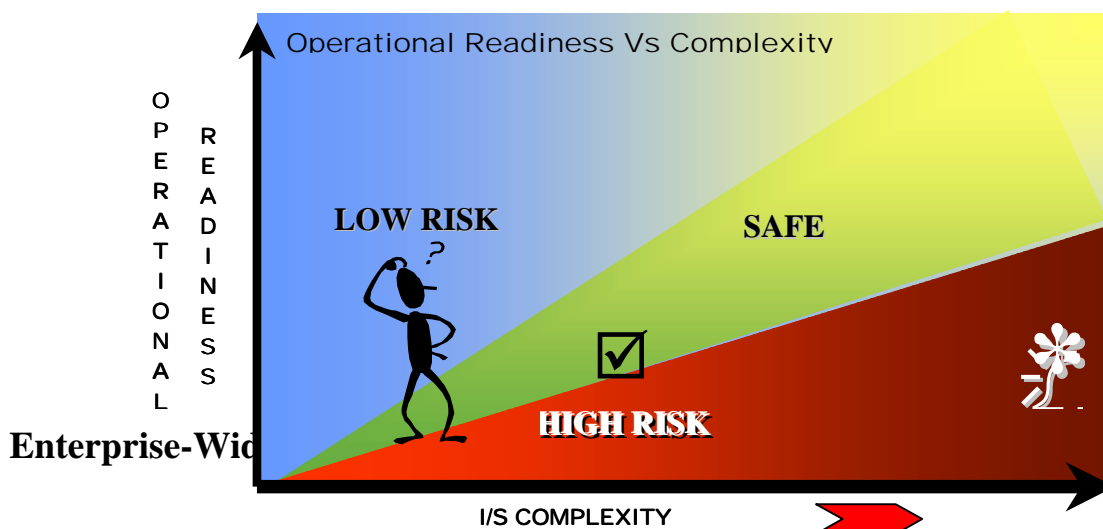 Operational Readiness Vs Complexity
OPERATIONAL
READINESS
LOW RISK
?
SAFE
HIGH RISK
Enterprise-Wid
I/S COMPLEXITY